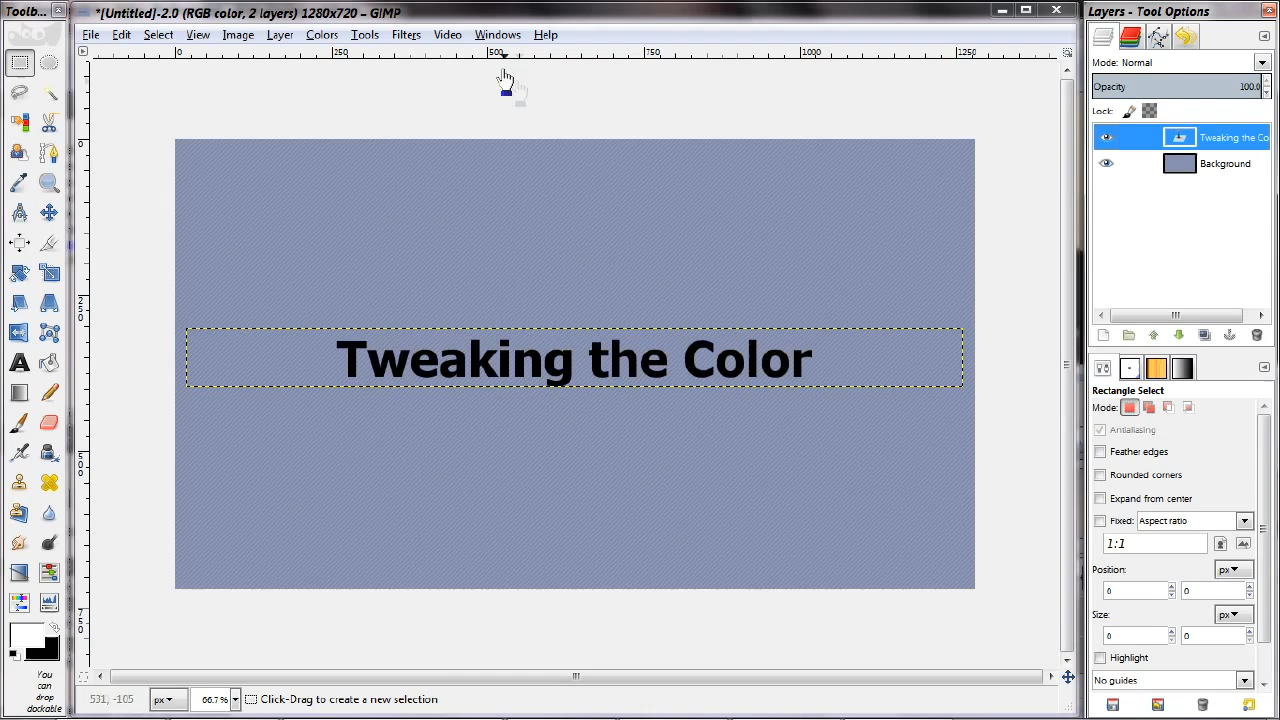 Toolb...
*[Untitled]-2.0 (RGB color, 2 layers) 1280x720 – GIMP
Layers - Tool Options
File Edit Select View Image Layer Colors Tools Filters Video Windows Help
0 250 500 750 1000 1250
Mode: Normal
Opacity 100.0
Lock:
Tweaking the Co
Background
0
250
500
750
Tweaking the Color
Rectangle Select
Mode:
Antialiasing
Feather edges
Rounded corners
Expand from center
Fixed: Aspect ratio
1:1
Position: px
0 0
Size: px
0 0
Highlight
No guides
You
can
drop
dockable
531, -105 px 66.7% Click-Drag to create a new selection